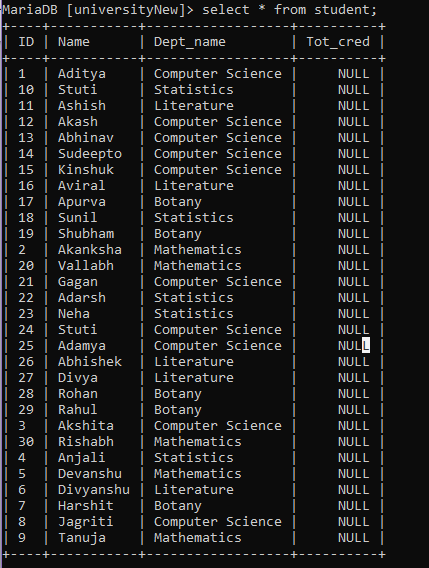 MariaDB [universityNew]> select * from student;
+----+-----------+------------------+----------+
| ID | Name      | Dept_name        | Tot_cred |
+----+-----------+------------------+----------+
| 1  | Aditya    | Computer Science |     NULL |
| 10 | Stuti     | Statistics       |     NULL |
| 11 | Ashish    | Literature       |     NULL |
| 12 | Akash     | Computer Science |     NULL |
| 13 | Abhinav   | Computer Science |     NULL |
| 14 | Sudeepto  | Computer Science |     NULL |
| 15 | Kinshuk   | Computer Science |     NULL |
| 16 | Aviral    | Literature       |     NULL |
| 17 | Apurva    | Botany           |     NULL |
| 18 | Sunil     | Statistics       |     NULL |
| 19 | Shubham   | Botany           |     NULL |
| 2  | Akanksha  | Mathematics      |     NULL |
| 20 | Vallabh   | Mathematics      |     NULL |
| 21 | Gagan     | Computer Science |     NULL |
| 22 | Adarsh    | Statistics       |     NULL |
| 23 | Neha      | Statistics       |     NULL |
| 24 | Stuti     | Computer Science |     NULL |
| 25 | Adamya    | Computer Science |     NULL |
| 26 | Abhishek  | Literature       |     NULL |
| 27 | Divya     | Literature       |     NULL |
| 28 | Rohan     | Botany           |     NULL |
| 29 | Rahul     | Botany           |     NULL |
| 3  | Akshita   | Computer Science |     NULL |
| 30 | Rishabh   | Mathematics      |     NULL |
| 4  | Anjali    | Statistics       |     NULL |
| 5  | Devanshu  | Mathematics      |     NULL |
| 6  | Divyanshu | Literature       |     NULL |
| 7  | Harshit   | Botany           |     NULL |
| 8  | Jagriti   | Computer Science |     NULL |
| 9  | Tanuja    | Mathematics      |     NULL |
+----+-----------+------------------+----------+